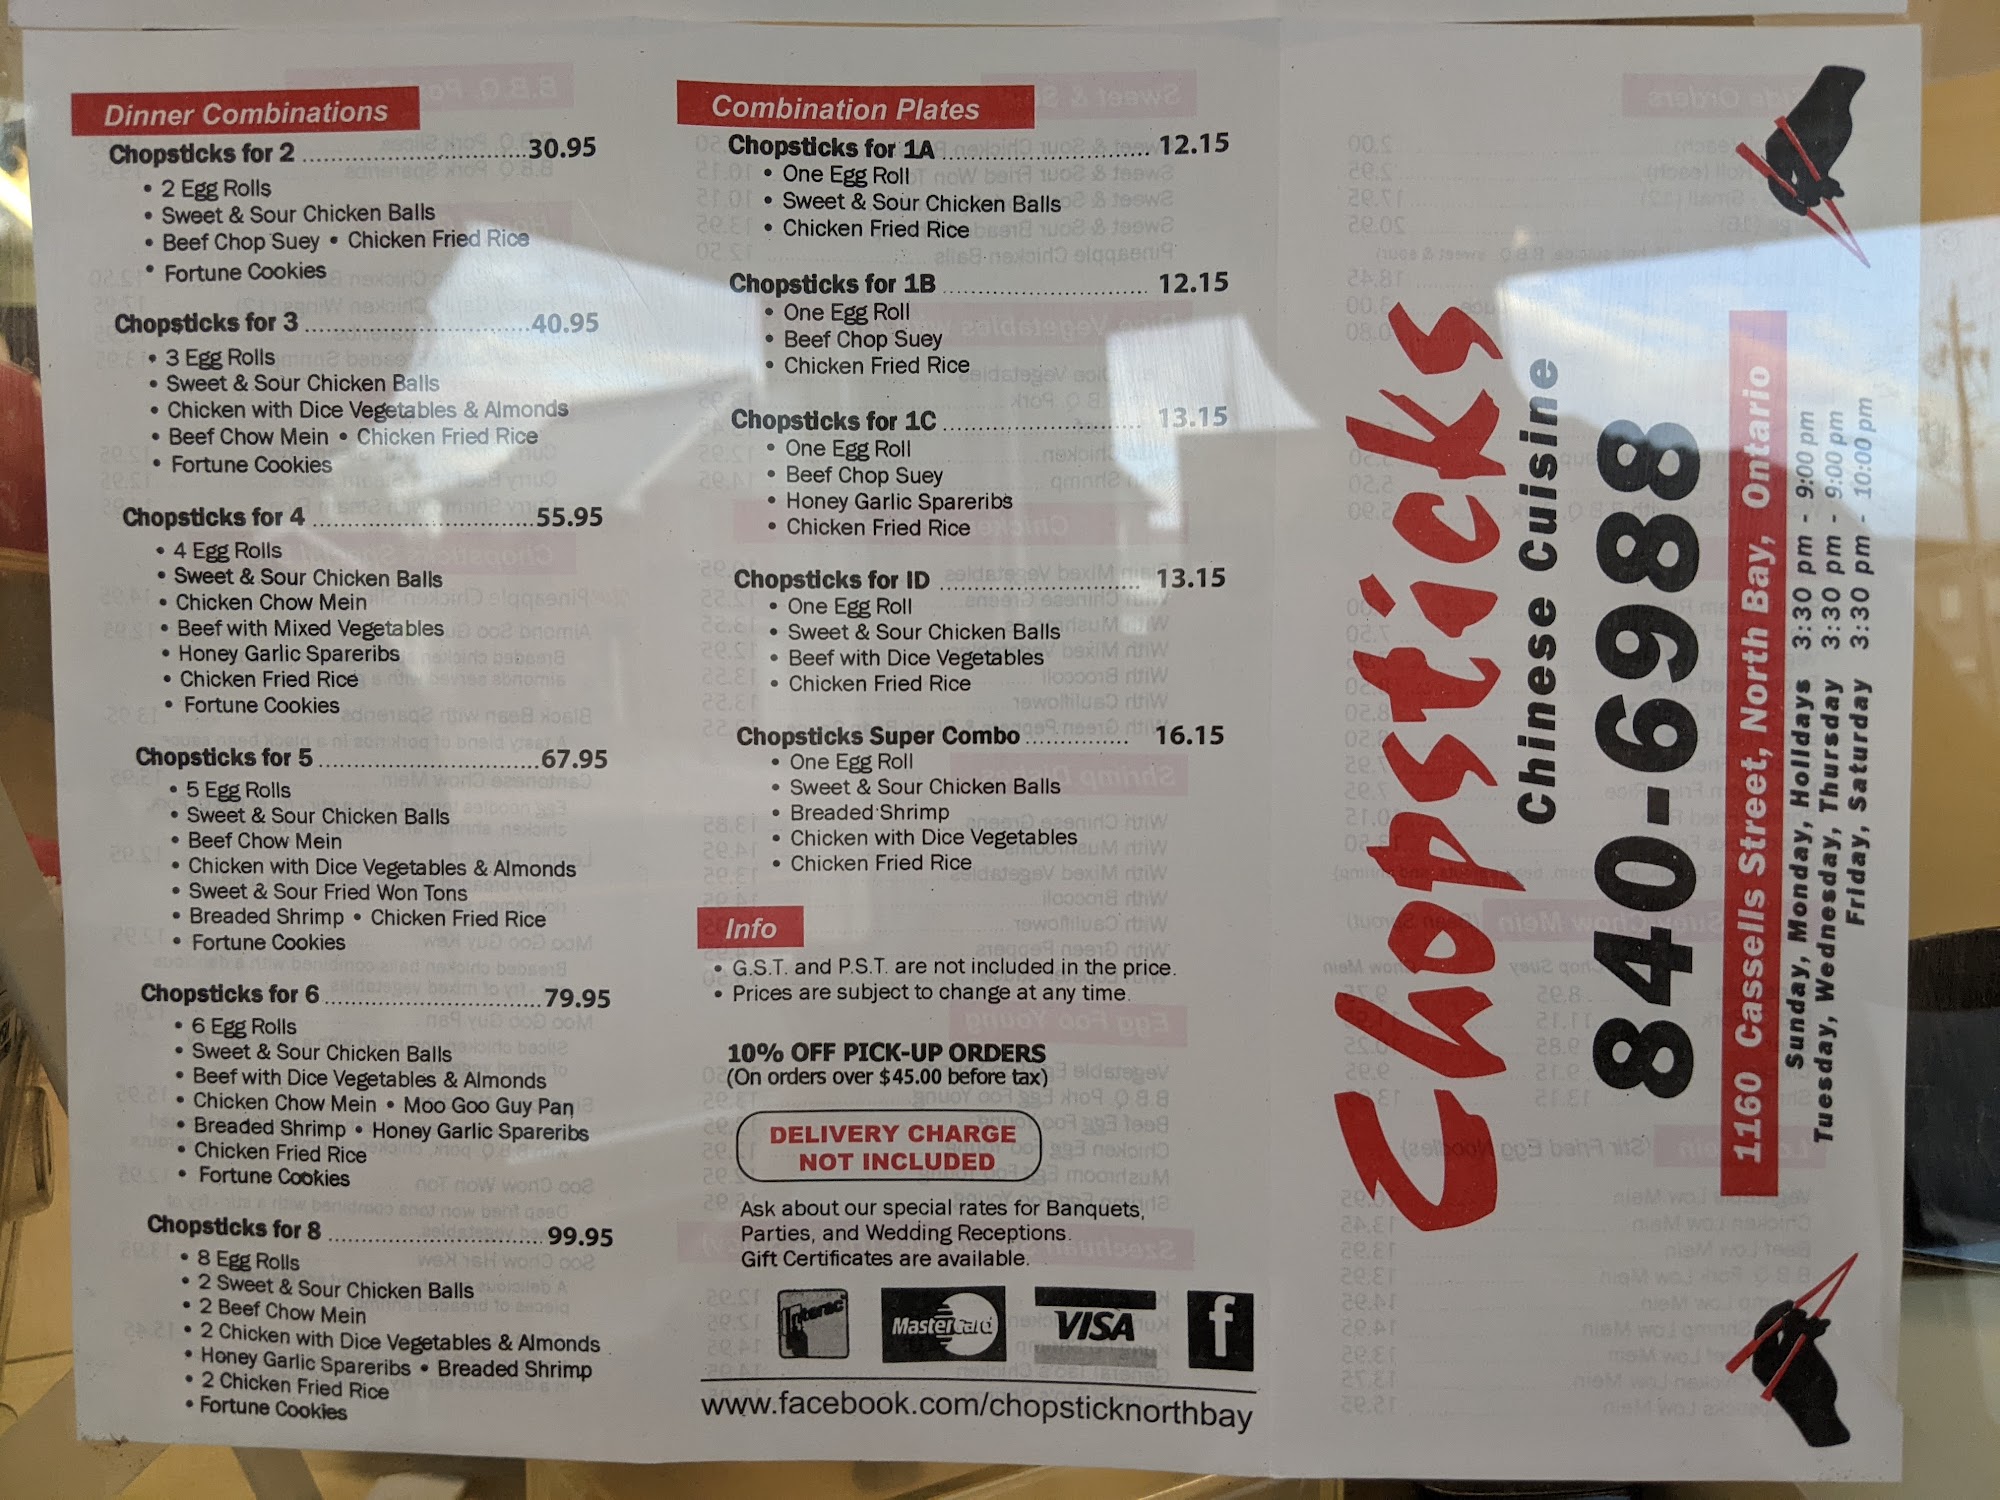 Dinner Combinations
Chopsticks for 2 ........ 30.95
• 2 Egg Rolls
• Sweet & Sour Chicken Balls
• Beef Chop Suey • Chicken Fried Rice
• Fortune Cookies
Chopsticks for 3 ........ 40.95
• 3 Egg Rolls
• Sweet & Sour Chicken Balls
• Chicken with Dice Vegetables & Almonds
• Beef Chow Mein • Chicken Fried Rice
• Fortune Cookies
Chopsticks for 4 ........ 55.95
• 4 Egg Rolls
• Sweet & Sour Chicken Balls
• Chicken Chow Mein
• Beef with Mixed Vegetables
• Honey Garlic Spareribs
• Chicken Fried Rice
• Fortune Cookies
Chopsticks for 5 ........ 67.95
• 5 Egg Rolls
• Sweet & Sour Chicken Balls
• Beef Chow Mein
• Chicken with Dice Vegetables & Almonds
• Sweet & Sour Fried Won Tons
• Breaded Shrimp • Chicken Fried Rice
• Fortune Cookies
Chopsticks for 6 ........ 79.95
• 6 Egg Rolls
• Sweet & Sour Chicken Balls
• Beef with Dice Vegetables & Almonds
• Chicken Chow Mein • Moo Goo Guy Pan
• Breaded Shrimp • Honey Garlic Spareribs
• Chicken Fried Rice
• Fortune Cookies
Chopsticks for 8 ........ 99.95
• 8 Egg Rolls
• 2 Sweet & Sour Chicken Balls
• 2 Beef Chow Mein
• 2 Chicken with Dice Vegetables & Almonds
• Honey Garlic Spareribs • Breaded Shrimp
• 2 Chicken Fried Rice
• Fortune Cookies
Combination Plates
Chopsticks for 1A ........ 12.15
• One Egg Roll
• Sweet & Sour Chicken Balls
• Chicken Fried Rice
Chopsticks for 1B ........ 12.15
• One Egg Roll
• Beef Chop Suey
• Chicken Fried Rice
Chopsticks for 1C ........ 13.15
• One Egg Roll
• Beef Chop Suey
• Honey Garlic Spareribs
• Chicken Fried Rice
Chopsticks for ID ........ 13.15
• One Egg Roll
• Sweet & Sour Chicken Balls
• Beef with Dice Vegetables
• Chicken Fried Rice
Chopsticks Super Combo ........ 16.15
• One Egg Roll
• Sweet & Sour Chicken Balls
• Breaded Shrimp
• Chicken with Dice Vegetables
• Chicken Fried Rice
Info
• G.S.T. and P.S.T. are not included in the price.
• Prices are subject to change at any time.
10% OFF PICK-UP ORDERS
(On orders over $45.00 before tax)
DELIVERY CHARGE
NOT INCLUDED
Ask about our special rates for Banquets,
Parties, and Wedding Receptions.
Gift Certificates are available.
Interac MasterCard VISA f
www.facebook.com/chopsticknorthbay
Chopsticks
Chinese Cuisine
840-6988
1160 Cassells Street, North Bay, Ontario
Sunday, Monday, Holidays 3:30 pm - 9:00 pm
Tuesday, Wednesday, Thursday 3:30 pm - 9:00 pm
Friday, Saturday 3:30 pm - 10:00 pm